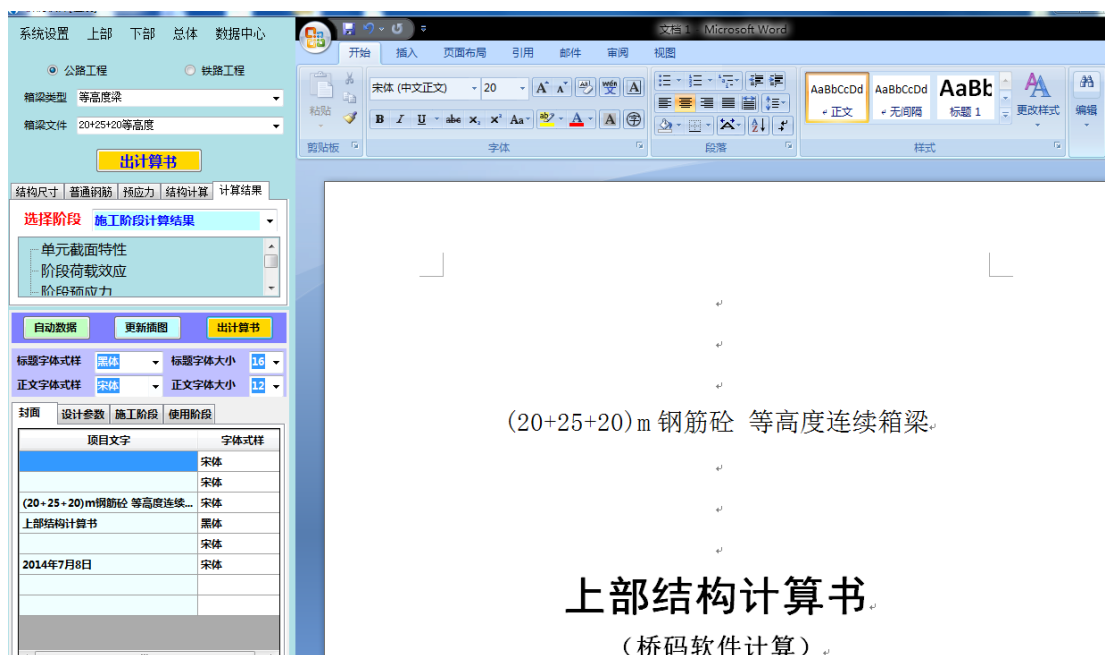 系统设置 上部 下部 总体 数据中心
公路工程 铁路工程
箱梁类型 等高度梁
箱梁文件 20+25+20等高度
出计算书
结构尺寸 普通钢筋 预应力 结构计算 计算结果
选择阶段 施工阶段计算结果
单元截面特性
阶段荷载效应
阶段预应力
自动数据 更新插图 出计算书
标题字体式样 黑体 标题字体大小 16
正文字体式样 宋体 正文字体大小 12
封面 设计参数 施工阶段 使用阶段
项目文字 字体式样
宋体
宋体
(20+25+20)m钢筋砼 等高度连续... 宋体
上部结构计算书 黑体
宋体
2014年7月8日 宋体
文档 1 Microsoft Word
开始 插入 页面布局 引用 邮件 审阅 视图
宋体 (中文正文) 20
AaBbCcDd AaBbCcDd AaBb
粘贴 正文 无间隔 标题 1 更改样式 编辑
剪贴板 字体 段落 样式
(20+25+20)m 钢筋砼 等高度连续箱梁
上部结构计算书
（桥码软件计算）